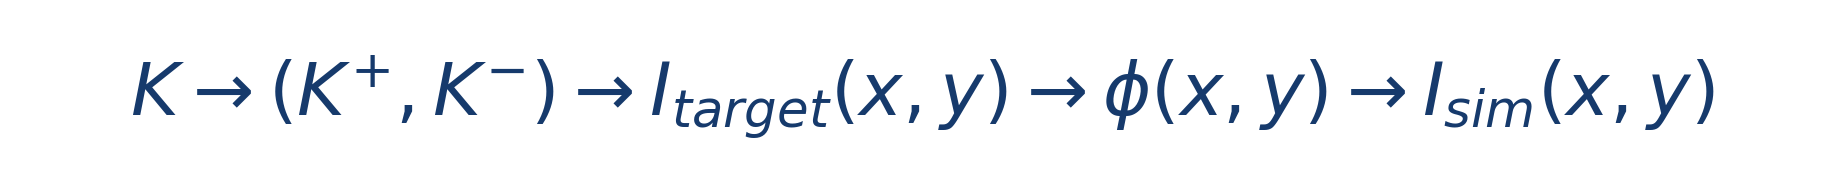 K → (K⁺, K⁻) → I_target(x, y) → ϕ(x, y) → I_sim(x, y)